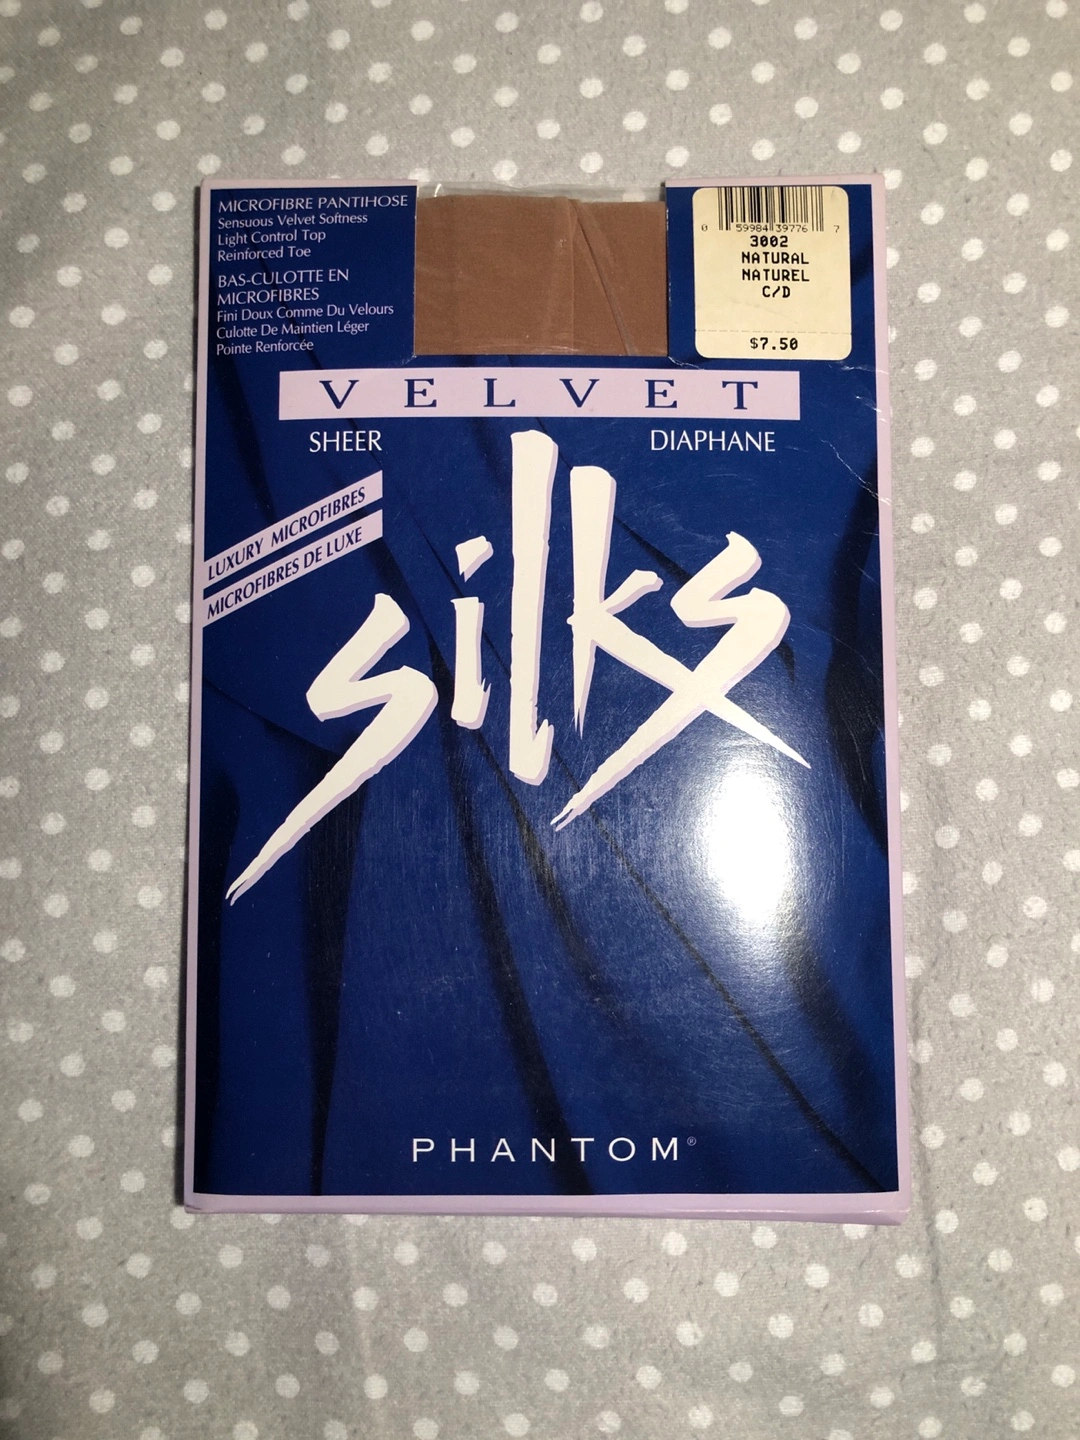 MICROFIBRE PANTIHOSE
Sensuous Velvet Softness
Light Control Top
Reinforced Toe
BAS-CULOTTE EN
MICROFIBRES
Fini Doux Comme Du Velours
Culotte De Maintien Léger
Pointe Renforcée
0 59984 39776 7
3002
NATURAL
NATUREL
C/D
$7.50
VELVET
SHEER DIAPHANE
LUXURY MICROFIBRES
MICROFIBRES DE LUXE
silks
PHANTOM®